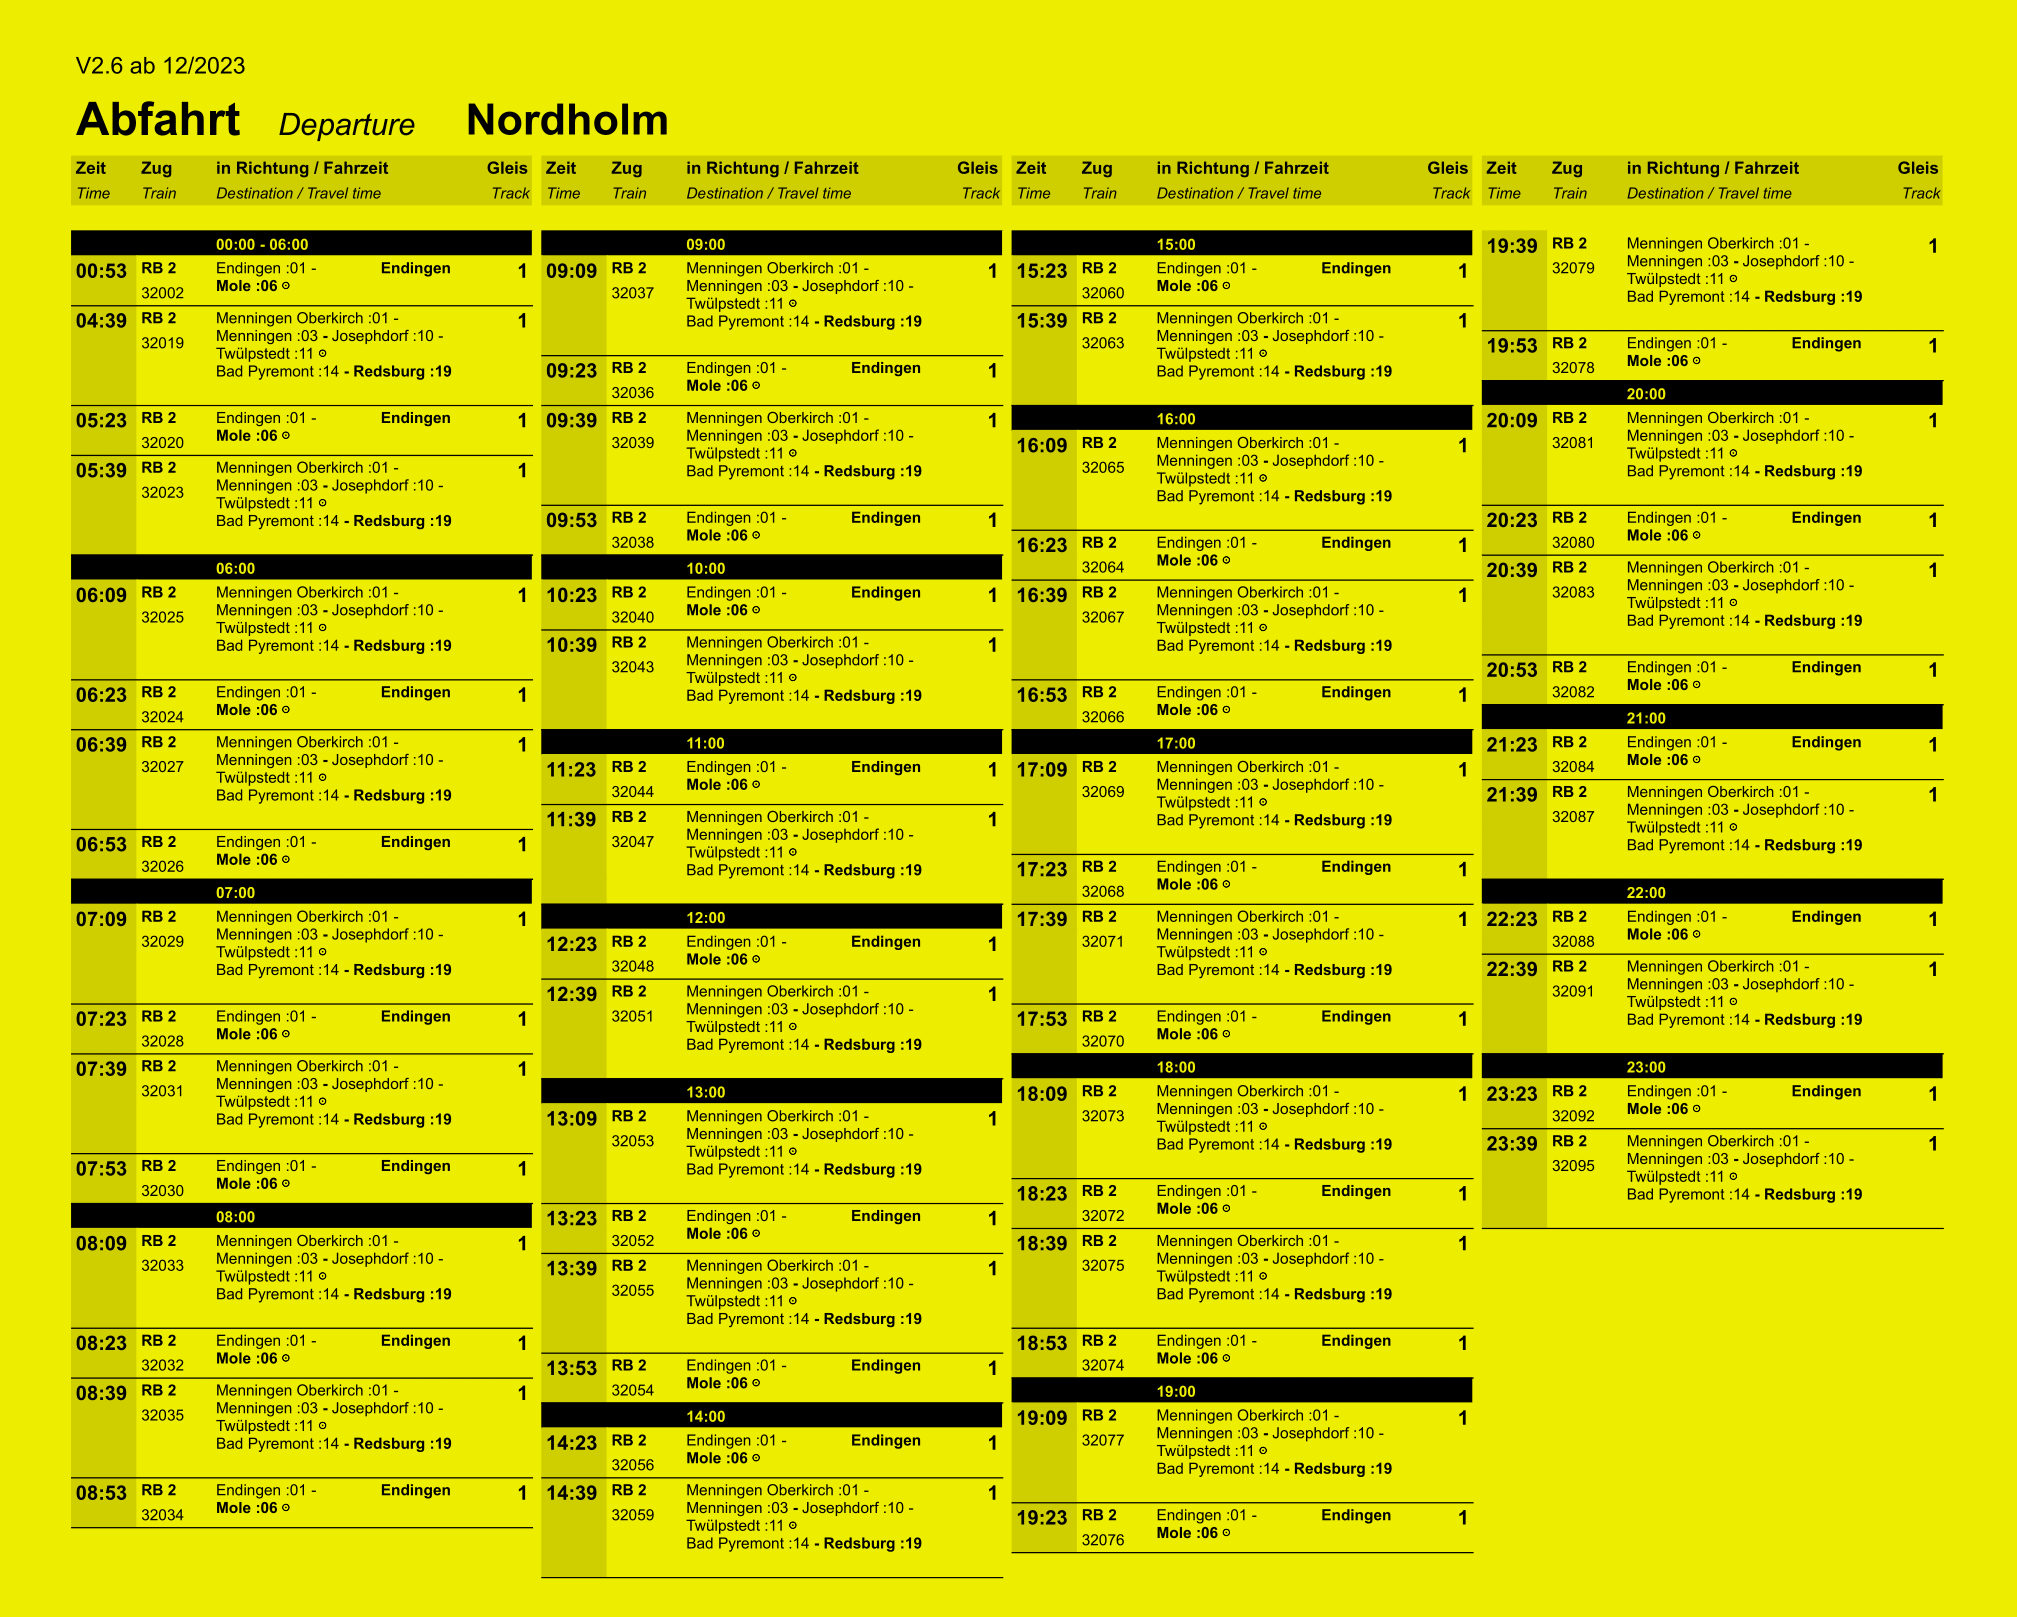 V2.6 ab 12/2023
Abfahrt Departure Nordholm
Zeit Zug in Richtung / Fahrzeit Gleis
Time Train Destination / Travel time Track
00:00 - 06:00
00:53 RB 2 Endingen :01 - Endingen 1
32002 Mole :06 ⊙
04:39 RB 2 Menningen Oberkirch :01 - 1
32019 Menningen :03 - Josephdorf :10 -
Twülpstedt :11 ⊙
Bad Pyremont :14 - Redsburg :19
05:23 RB 2 Endingen :01 - Endingen 1
32020 Mole :06 ⊙
05:39 RB 2 Menningen Oberkirch :01 - 1
32023 Menningen :03 - Josephdorf :10 -
Twülpstedt :11 ⊙
Bad Pyremont :14 - Redsburg :19
06:00
06:09 RB 2 Menningen Oberkirch :01 - 1
32025 Menningen :03 - Josephdorf :10 -
Twülpstedt :11 ⊙
Bad Pyremont :14 - Redsburg :19
06:23 RB 2 Endingen :01 - Endingen 1
32024 Mole :06 ⊙
06:39 RB 2 Menningen Oberkirch :01 - 1
32027 Menningen :03 - Josephdorf :10 -
Twülpstedt :11 ⊙
Bad Pyremont :14 - Redsburg :19
06:53 RB 2 Endingen :01 - Endingen 1
32026 Mole :06 ⊙
07:00
07:09 RB 2 Menningen Oberkirch :01 - 1
32029 Menningen :03 - Josephdorf :10 -
Twülpstedt :11 ⊙
Bad Pyremont :14 - Redsburg :19
07:23 RB 2 Endingen :01 - Endingen 1
32028 Mole :06 ⊙
07:39 RB 2 Menningen Oberkirch :01 - 1
32031 Menningen :03 - Josephdorf :10 -
Twülpstedt :11 ⊙
Bad Pyremont :14 - Redsburg :19
07:53 RB 2 Endingen :01 - Endingen 1
32030 Mole :06 ⊙
08:00
08:09 RB 2 Menningen Oberkirch :01 - 1
32033 Menningen :03 - Josephdorf :10 -
Twülpstedt :11 ⊙
Bad Pyremont :14 - Redsburg :19
08:23 RB 2 Endingen :01 - Endingen 1
32032 Mole :06 ⊙
08:39 RB 2 Menningen Oberkirch :01 - 1
32035 Menningen :03 - Josephdorf :10 -
Twülpstedt :11 ⊙
Bad Pyremont :14 - Redsburg :19
08:53 RB 2 Endingen :01 - Endingen 1
32034 Mole :06 ⊙
Zeit Zug in Richtung / Fahrzeit Gleis
Time Train Destination / Travel time Track
09:00
09:09 RB 2 Menningen Oberkirch :01 - 1
32037 Menningen :03 - Josephdorf :10 -
Twülpstedt :11 ⊙
Bad Pyremont :14 - Redsburg :19
09:23 RB 2 Endingen :01 - Endingen 1
32036 Mole :06 ⊙
09:39 RB 2 Menningen Oberkirch :01 - 1
32039 Menningen :03 - Josephdorf :10 -
Twülpstedt :11 ⊙
Bad Pyremont :14 - Redsburg :19
09:53 RB 2 Endingen :01 - Endingen 1
32038 Mole :06 ⊙
10:00
10:23 RB 2 Endingen :01 - Endingen 1
32040 Mole :06 ⊙
10:39 RB 2 Menningen Oberkirch :01 - 1
32043 Menningen :03 - Josephdorf :10 -
Twülpstedt :11 ⊙
Bad Pyremont :14 - Redsburg :19
11:00
11:23 RB 2 Endingen :01 - Endingen 1
32044 Mole :06 ⊙
11:39 RB 2 Menningen Oberkirch :01 - 1
32047 Menningen :03 - Josephdorf :10 -
Twülpstedt :11 ⊙
Bad Pyremont :14 - Redsburg :19
12:00
12:23 RB 2 Endingen :01 - Endingen 1
32048 Mole :06 ⊙
12:39 RB 2 Menningen Oberkirch :01 - 1
32051 Menningen :03 - Josephdorf :10 -
Twülpstedt :11 ⊙
Bad Pyremont :14 - Redsburg :19
13:00
13:09 RB 2 Menningen Oberkirch :01 - 1
32053 Menningen :03 - Josephdorf :10 -
Twülpstedt :11 ⊙
Bad Pyremont :14 - Redsburg :19
13:23 RB 2 Endingen :01 - Endingen 1
32052 Mole :06 ⊙
13:39 RB 2 Menningen Oberkirch :01 - 1
32055 Menningen :03 - Josephdorf :10 -
Twülpstedt :11 ⊙
Bad Pyremont :14 - Redsburg :19
13:53 RB 2 Endingen :01 - Endingen 1
32054 Mole :06 ⊙
14:00
14:23 RB 2 Endingen :01 - Endingen 1
32056 Mole :06 ⊙
14:39 RB 2 Menningen Oberkirch :01 - 1
32059 Menningen :03 - Josephdorf :10 -
Twülpstedt :11 ⊙
Bad Pyremont :14 - Redsburg :19
Zeit Zug in Richtung / Fahrzeit Gleis
Time Train Destination / Travel time Track
15:00
15:23 RB 2 Endingen :01 - Endingen 1
32060 Mole :06 ⊙
15:39 RB 2 Menningen Oberkirch :01 - 1
32063 Menningen :03 - Josephdorf :10 -
Twülpstedt :11 ⊙
Bad Pyremont :14 - Redsburg :19
16:00
16:09 RB 2 Menningen Oberkirch :01 - 1
32065 Menningen :03 - Josephdorf :10 -
Twülpstedt :11 ⊙
Bad Pyremont :14 - Redsburg :19
16:23 RB 2 Endingen :01 - Endingen 1
32064 Mole :06 ⊙
16:39 RB 2 Menningen Oberkirch :01 - 1
32067 Menningen :03 - Josephdorf :10 -
Twülpstedt :11 ⊙
Bad Pyremont :14 - Redsburg :19
16:53 RB 2 Endingen :01 - Endingen 1
32066 Mole :06 ⊙
17:00
17:09 RB 2 Menningen Oberkirch :01 - 1
32069 Menningen :03 - Josephdorf :10 -
Twülpstedt :11 ⊙
Bad Pyremont :14 - Redsburg :19
17:23 RB 2 Endingen :01 - Endingen 1
32068 Mole :06 ⊙
17:39 RB 2 Menningen Oberkirch :01 - 1
32071 Menningen :03 - Josephdorf :10 -
Twülpstedt :11 ⊙
Bad Pyremont :14 - Redsburg :19
17:53 RB 2 Endingen :01 - Endingen 1
32070 Mole :06 ⊙
18:00
18:09 RB 2 Menningen Oberkirch :01 - 1
32073 Menningen :03 - Josephdorf :10 -
Twülpstedt :11 ⊙
Bad Pyremont :14 - Redsburg :19
18:23 RB 2 Endingen :01 - Endingen 1
32072 Mole :06 ⊙
18:39 RB 2 Menningen Oberkirch :01 - 1
32075 Menningen :03 - Josephdorf :10 -
Twülpstedt :11 ⊙
Bad Pyremont :14 - Redsburg :19
18:53 RB 2 Endingen :01 - Endingen 1
32074 Mole :06 ⊙
19:00
19:09 RB 2 Menningen Oberkirch :01 - 1
32077 Menningen :03 - Josephdorf :10 -
Twülpstedt :11 ⊙
Bad Pyremont :14 - Redsburg :19
19:23 RB 2 Endingen :01 - Endingen 1
32076 Mole :06 ⊙
Zeit Zug in Richtung / Fahrzeit Gleis
Time Train Destination / Travel time Track
19:39 RB 2 Menningen Oberkirch :01 - 1
32079 Menningen :03 - Josephdorf :10 -
Twülpstedt :11 ⊙
Bad Pyremont :14 - Redsburg :19
19:53 RB 2 Endingen :01 - Endingen 1
32078 Mole :06 ⊙
20:00
20:09 RB 2 Menningen Oberkirch :01 - 1
32081 Menningen :03 - Josephdorf :10 -
Twülpstedt :11 ⊙
Bad Pyremont :14 - Redsburg :19
20:23 RB 2 Endingen :01 - Endingen 1
32080 Mole :06 ⊙
20:39 RB 2 Menningen Oberkirch :01 - 1
32083 Menningen :03 - Josephdorf :10 -
Twülpstedt :11 ⊙
Bad Pyremont :14 - Redsburg :19
20:53 RB 2 Endingen :01 - Endingen 1
32082 Mole :06 ⊙
21:00
21:23 RB 2 Endingen :01 - Endingen 1
32084 Mole :06 ⊙
21:39 RB 2 Menningen Oberkirch :01 - 1
32087 Menningen :03 - Josephdorf :10 -
Twülpstedt :11 ⊙
Bad Pyremont :14 - Redsburg :19
22:00
22:23 RB 2 Endingen :01 - Endingen 1
32088 Mole :06 ⊙
22:39 RB 2 Menningen Oberkirch :01 - 1
32091 Menningen :03 - Josephdorf :10 -
Twülpstedt :11 ⊙
Bad Pyremont :14 - Redsburg :19
23:00
23:23 RB 2 Endingen :01 - Endingen 1
32092 Mole :06 ⊙
23:39 RB 2 Menningen Oberkirch :01 - 1
32095 Menningen :03 - Josephdorf :10 -
Twülpstedt :11 ⊙
Bad Pyremont :14 - Redsburg :19